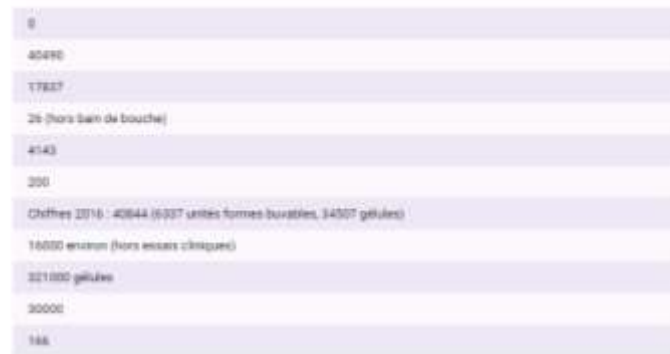 0
40490
17837
26 (hors bain de bouche)
4143
200
Chiffres 2016 : 40844 (6337 unités formes buvables, 34507 gélules)
16000 environ (hors essais cliniques)
321000 gélules
30000
166